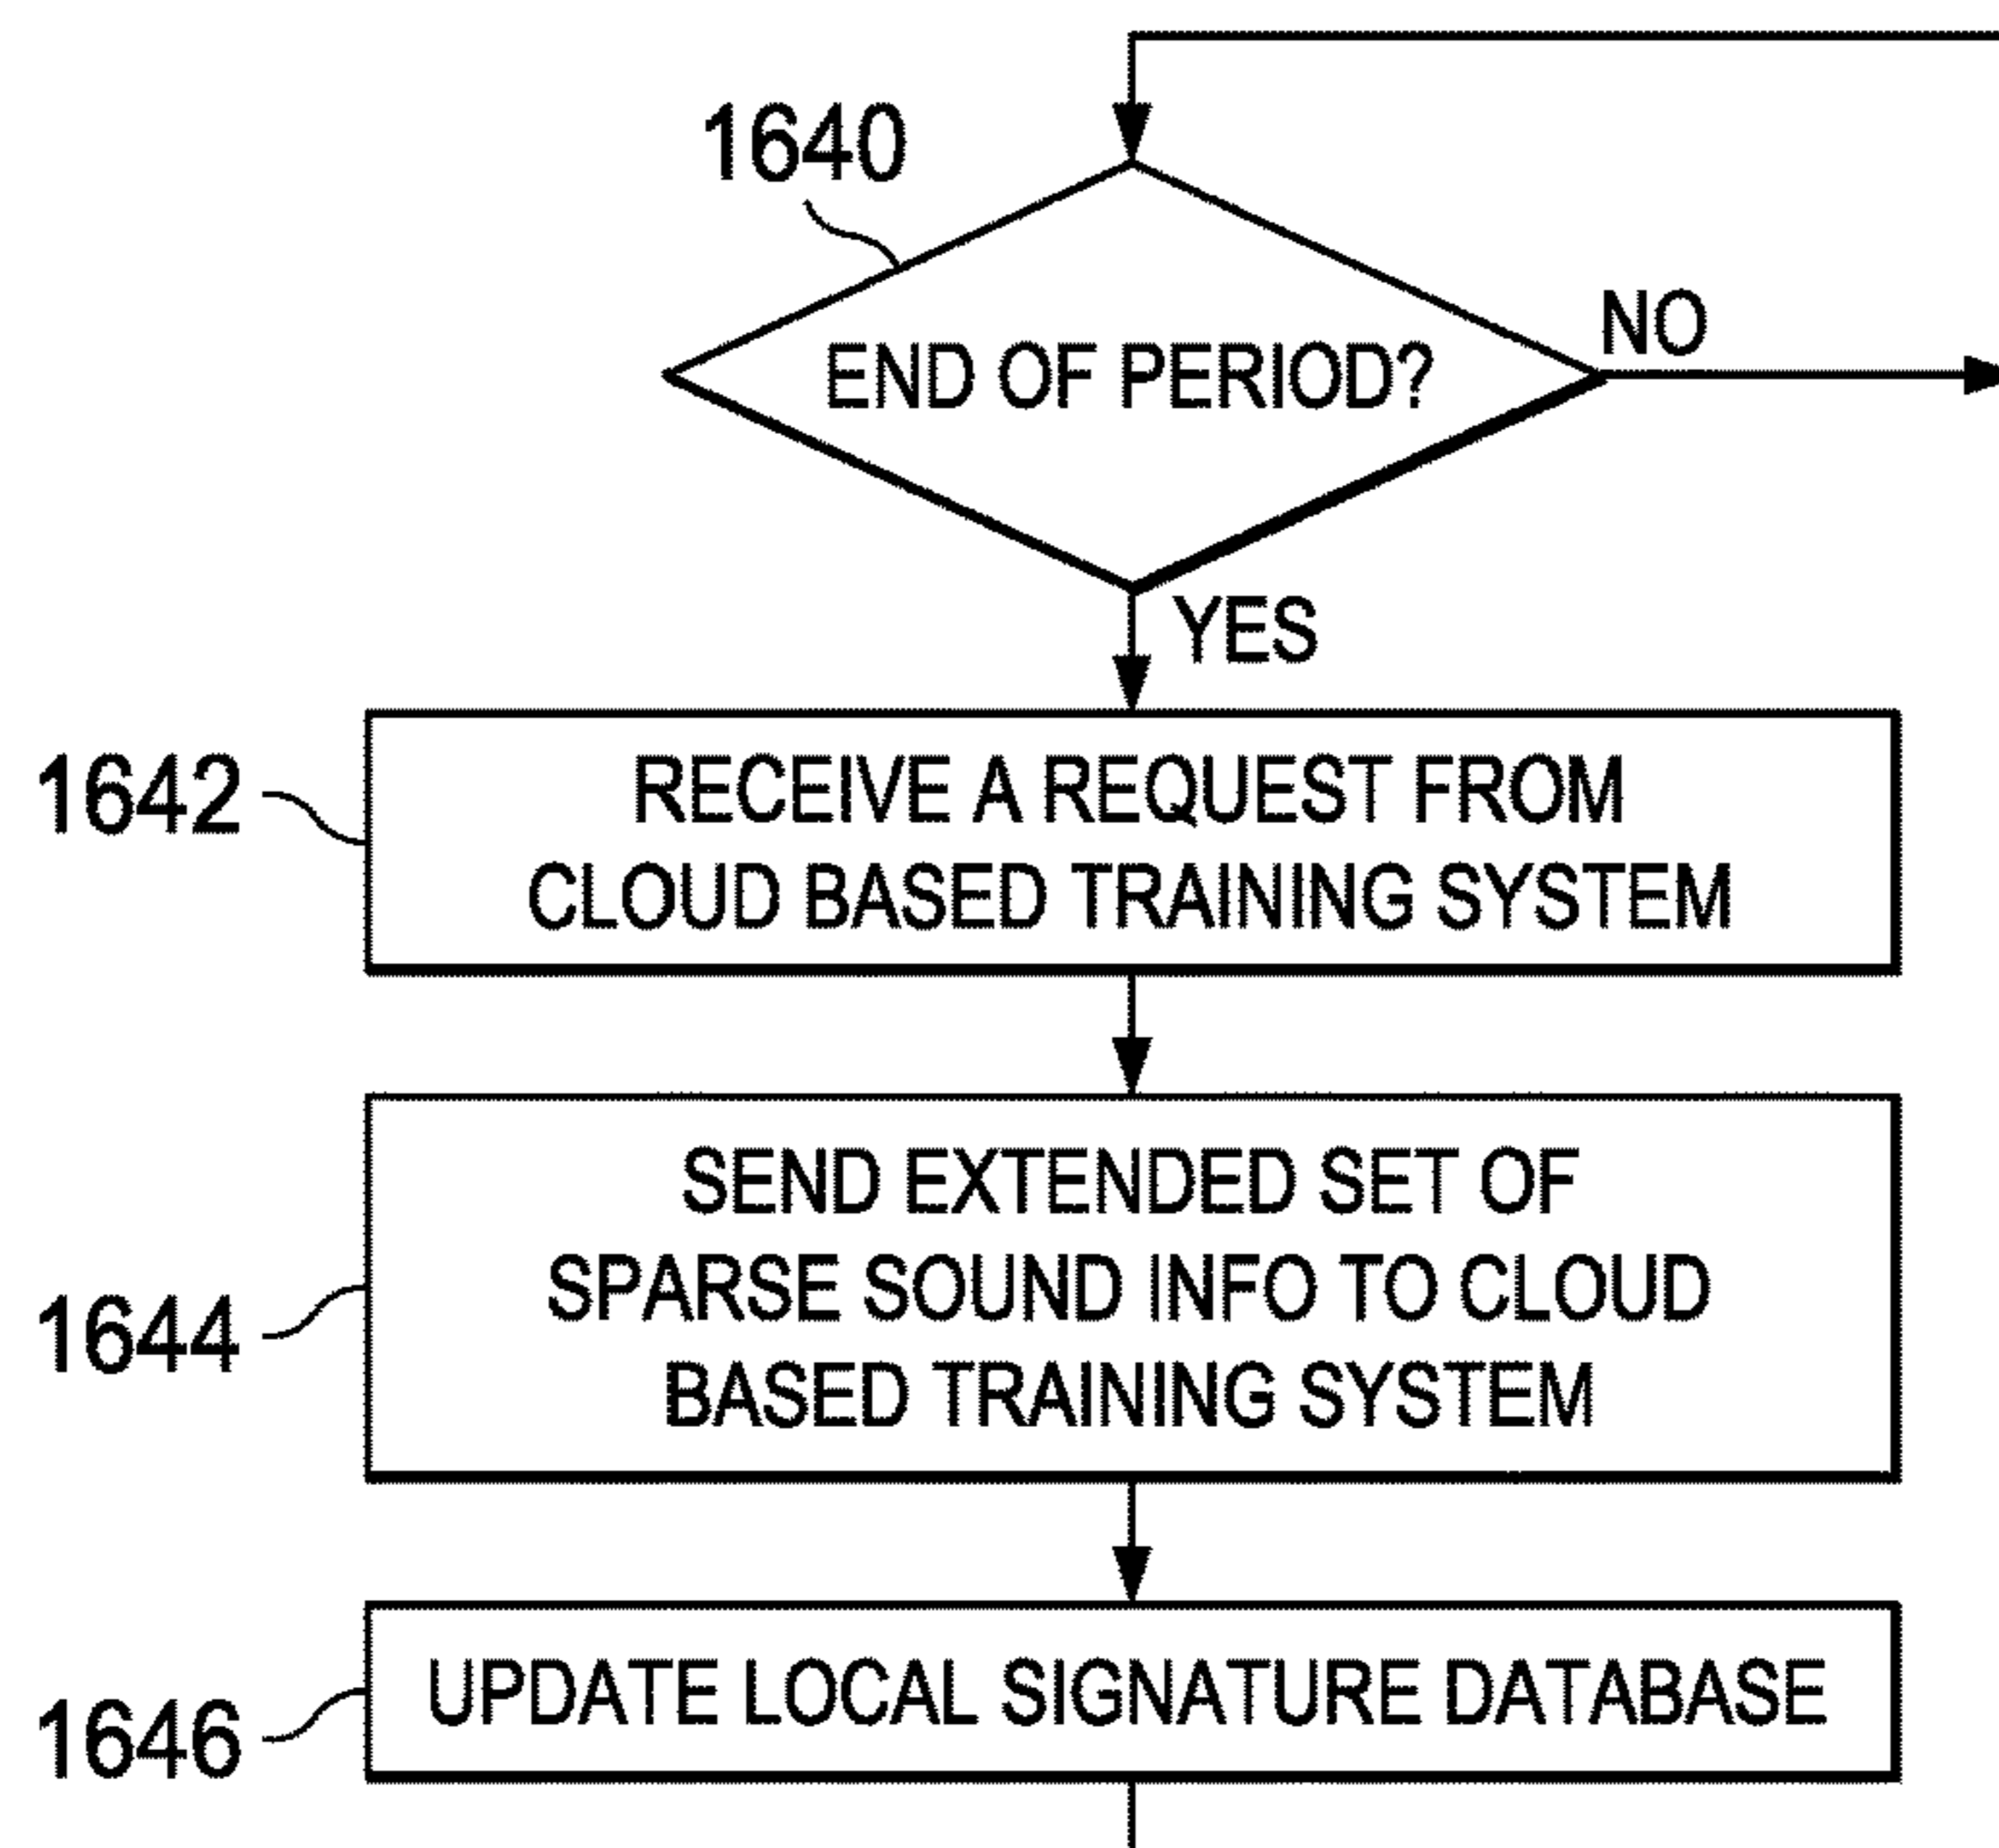 1640
END OF PERIOD?
NO
YES
1642
RECEIVE A REQUEST FROM
CLOUD BASED TRAINING SYSTEM
1644
SEND EXTENDED SET OF
SPARSE SOUND INFO TO CLOUD
BASED TRAINING SYSTEM
1646
UPDATE LOCAL SIGNATURE DATABASE